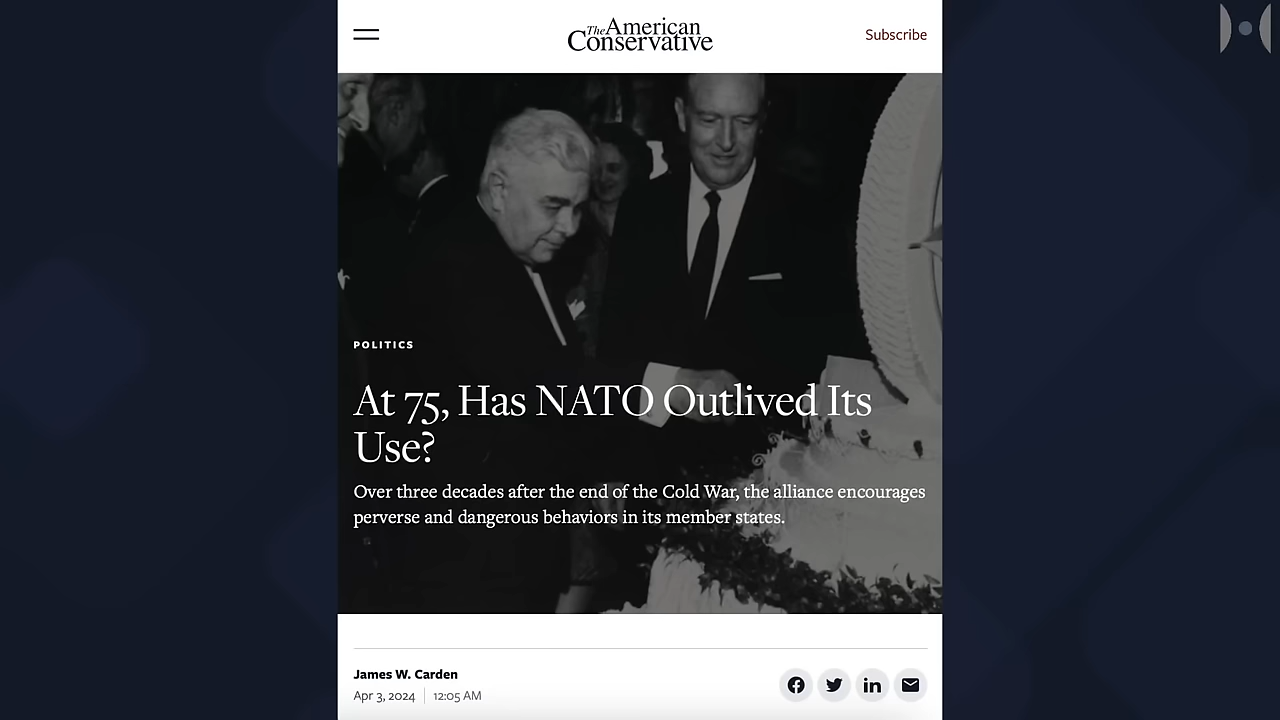 The American
Conservative
Subscribe
POLITICS
At 75, Has NATO Outlived Its
Use?
Over three decades after the end of the Cold War, the alliance encourages
perverse and dangerous behaviors in its member states.
James W. Carden
Apr 3, 2024 | 12:05 AM